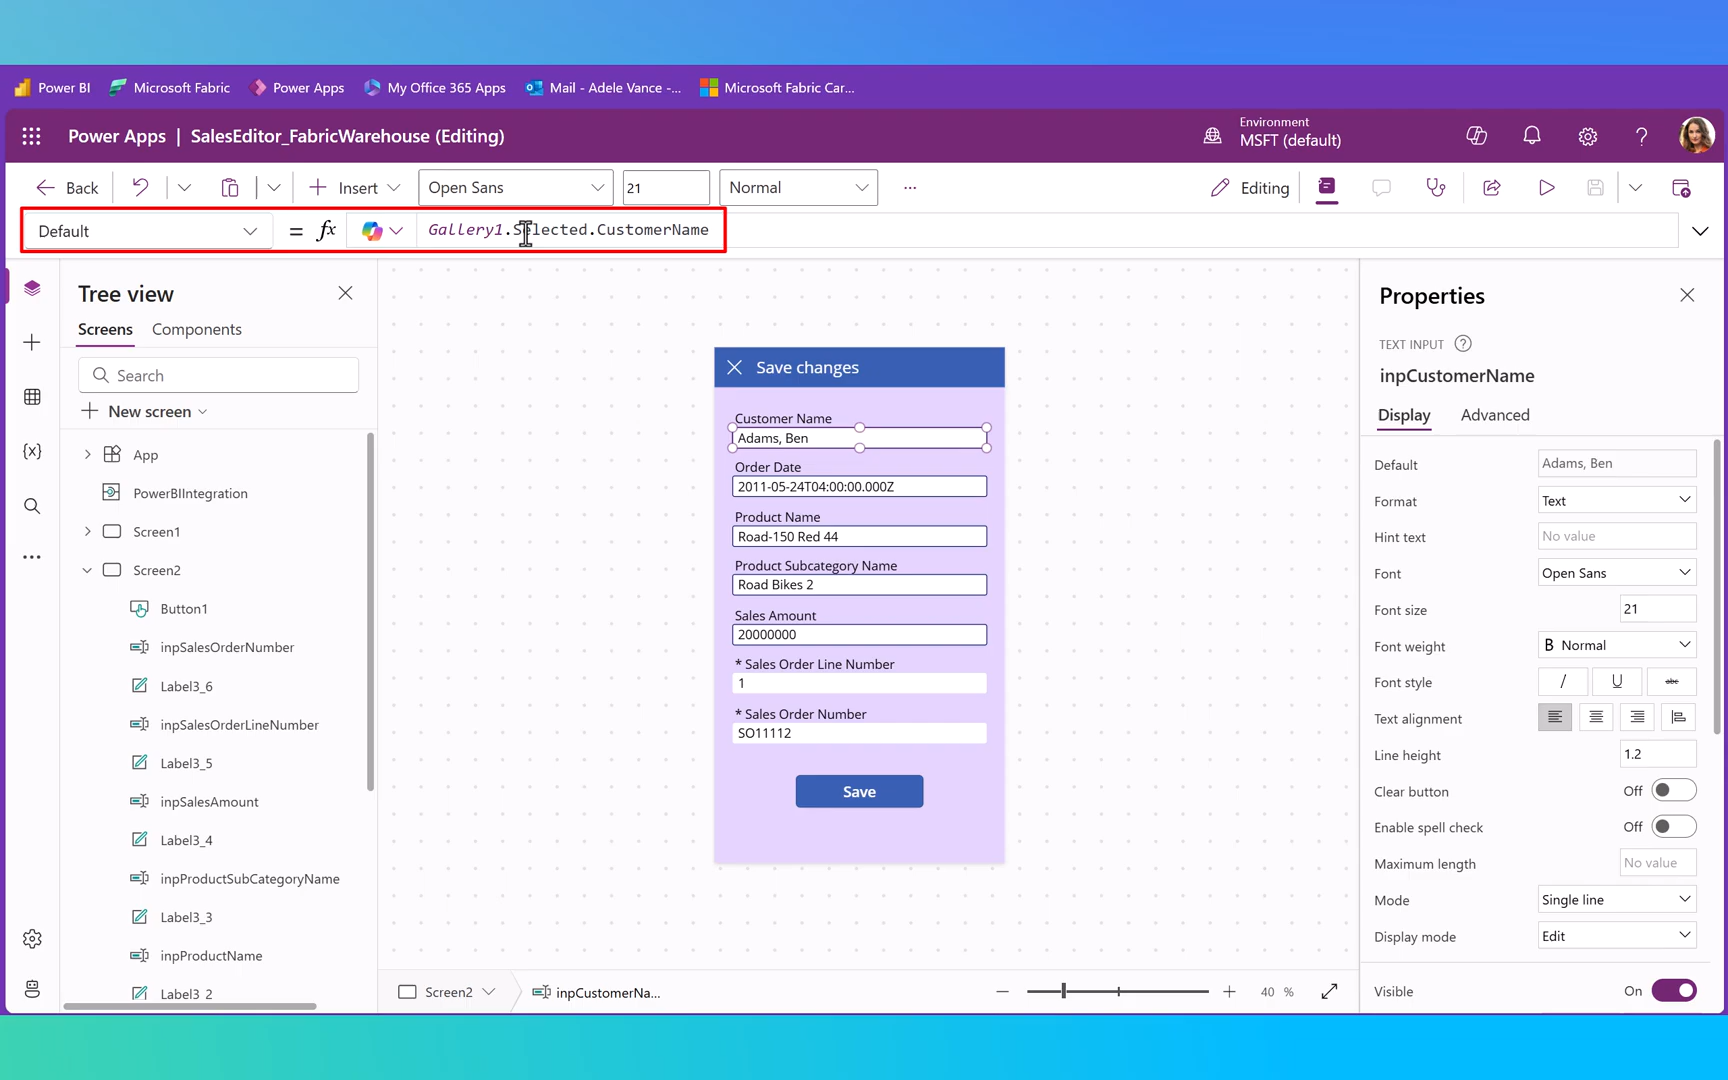 Power BI
Microsoft Fabric
Power Apps
My Office 365 Apps
Mail - Adele Vance -...
Microsoft Fabric Car...
Power Apps | SalesEditor_FabricWarehouse (Editing)
Environment
MSFT (default)
Back
Insert
Open Sans
21
Normal
...
Editing
Default
= fx
Gallery1.Selected.CustomerName
Tree view
Screens
Components
Search
New screen
App
PowerBIIntegration
Screen1
Screen2
Button1
inpSalesOrderNumber
Label3_6
inpSalesOrderLineNumber
Label3_5
inpSalesAmount
Label3_4
inpProductSubCategoryName
Label3_3
inpProductName
Label3_2
Save changes
Customer Name
Adams, Ben
Order Date
2011-05-24T04:00:00.000Z
Product Name
Road-150 Red 44
Product Subcategory Name
Road Bikes 2
Sales Amount
20000000
* Sales Order Line Number
1
* Sales Order Number
SO11112
Save
Screen2
inpCustomerNa...
40 %
Properties
TEXT INPUT
inpCustomerName
Display
Advanced
Default
Adams, Ben
Format
Text
Hint text
No value
Font
Open Sans
Font size
21
Font weight
B Normal
Font style
/ U abc
Text alignment
Line height
1.2
Clear button
Off
Enable spell check
Off
Maximum length
No value
Mode
Single line
Display mode
Edit
Visible
On